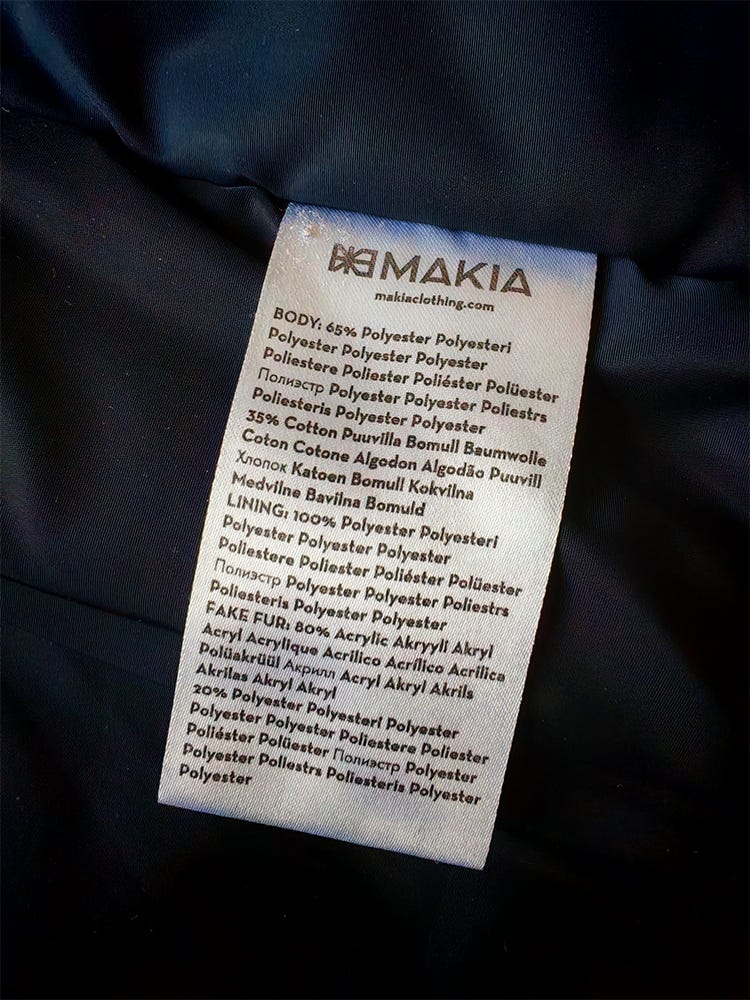 MAKIA
makiaclothing.com
BODY: 65% Polyester Polyesteri
Polyester Polyester Polyester
Poliestere Poliester Poliéster Polüester
Полиэстр Polyester Polyester Poliestrs
Poliesteris Polyester Polyester
35% Cotton Puuvilla Bomull Baumwolle
Coton Cotone Algodon Algodão Puuvill
Хлопок Katoen Bomull Kokvilna
Medvilne Bavilna Bomuld
LINING: 100% Polyester Polyesteri
Polyester Polyester Polyester
Poliestere Poliester Poliéster Polüester
Полиэстр Polyester Polyester Poliestrs
Poliesteris Polyester Polyester
FAKE FUR: 80% Acrylic Akryyli Akryl
Acryl Acrylique Acrilico Acrílico Acrílica
Polüakrüül Акрилл Acryl Akryl Akrils
Akrilas Akryl Akryl
20% Polyester Polyesteri Polyester
Polyester Polyester Poliestere Poliester
Poliéster Polüester Полиэстр Polyester
Polyester Poliestrs Poliesteris Polyester
Polyester